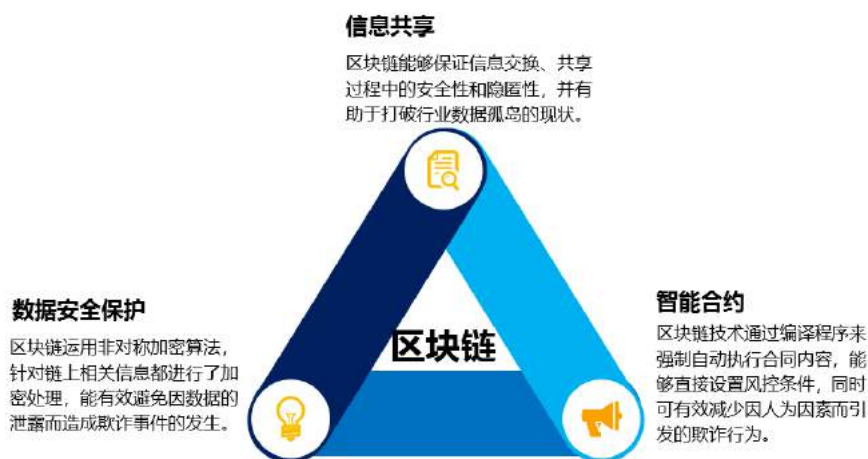 信息共享
区块链能够保证信息交换、共享
过程中的安全性和隐匿性，并有
助于打破行业数据孤岛的现状。
数据安全保护
区块链运用非对称加密算法，
针对链上相关信息都进行了加
密处理，能有效避免因数据的
泄露而造成欺诈事件的发生。
区块链
智能合约
区块链技术通过编译程序来
强制自动执行合同内容，能
够直接设置风控条件，同时
可有效减少因人为因素而引
发的欺诈行为。